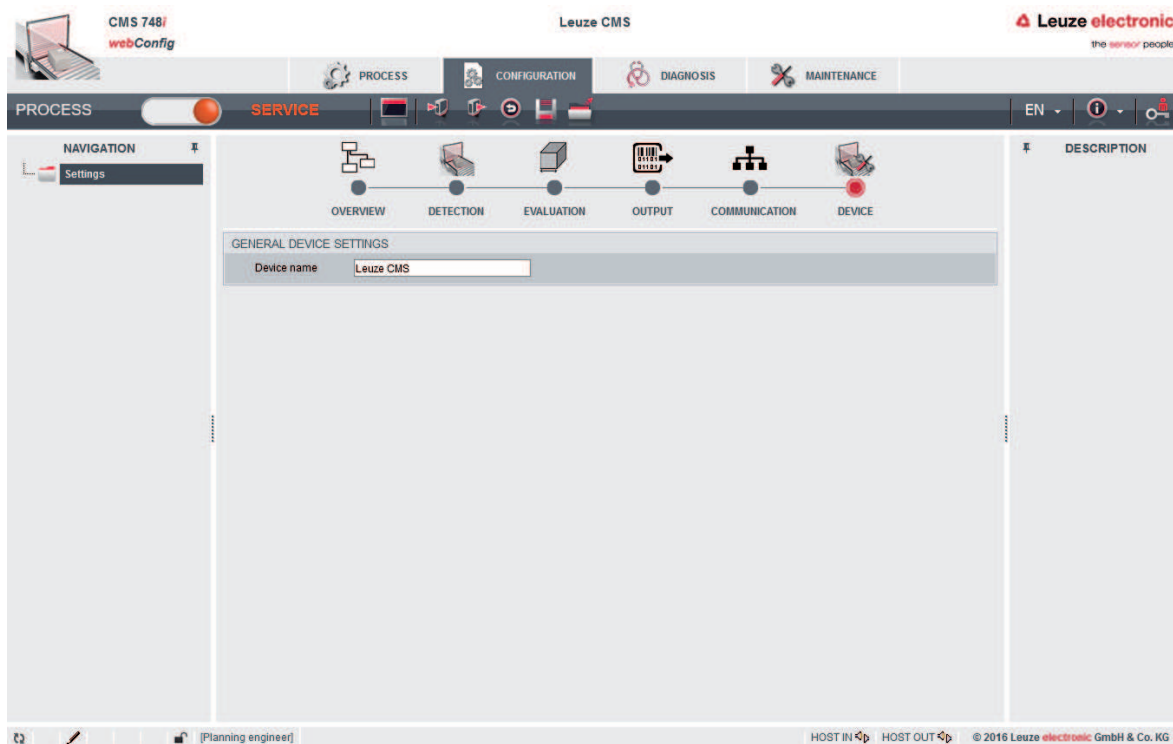 CMS 748i
webConfig
Leuze CMS
Leuze electronic
the sensor people
PROCESS
CONFIGURATION
DIAGNOSIS
MAINTENANCE
PROCESS
SERVICE
EN
NAVIGATION
Settings
OVERVIEW
DETECTION
EVALUATION
OUTPUT
COMMUNICATION
DEVICE
DESCRIPTION
GENERAL DEVICE SETTINGS
Device name
Leuze CMS
[Planning engineer]
HOST IN
HOST OUT
© 2016 Leuze electronic GmbH & Co. KG